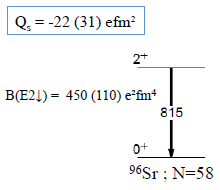 Qₛ = -22 (31) efm²
2⁺
B(E2↓) = 450 (110) e²fm⁴
815
0⁺
⁹⁶Sr ; N=58